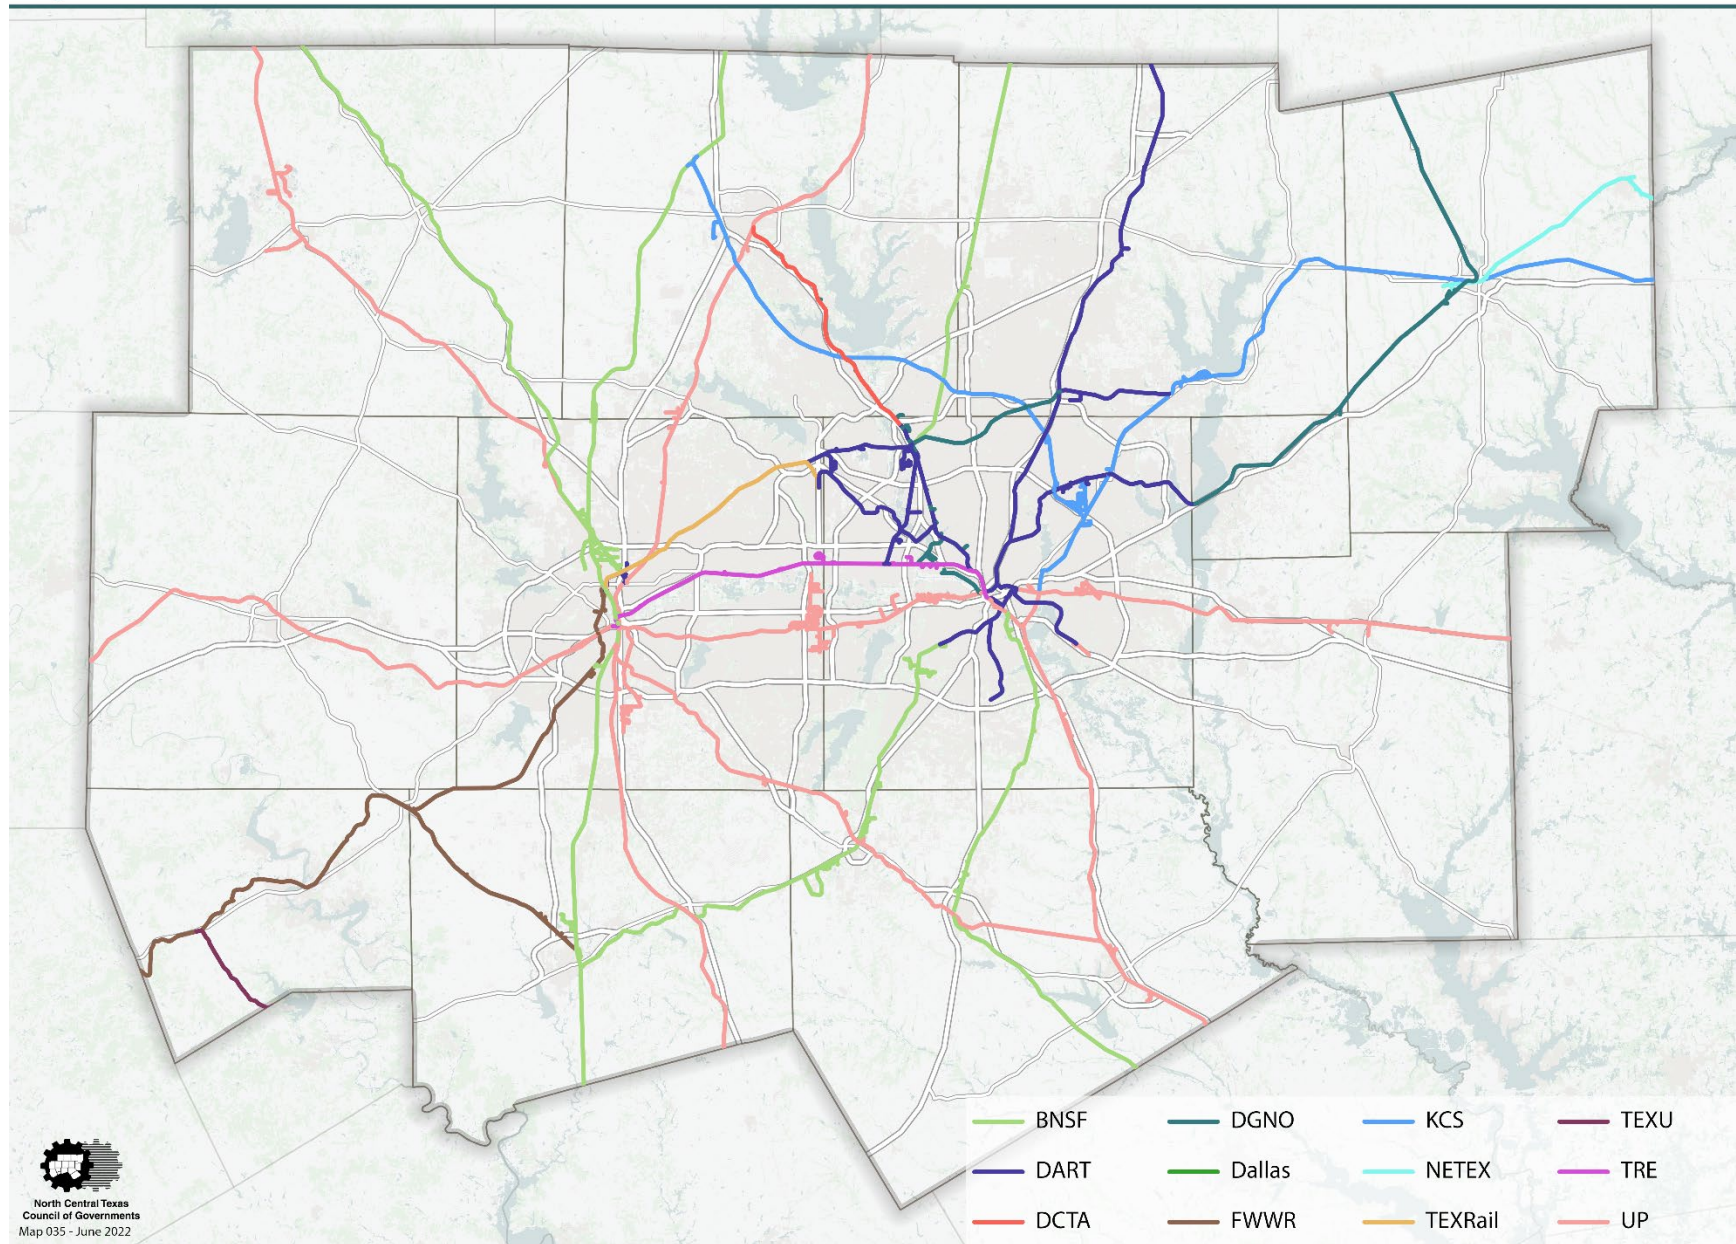 BNSF
DGNO
KCS
TEXU
DART
Dallas
NETEX
TRE
DCTA
FWWR
TEXRail
UP
North Central Texas
Council of Governments
Map 035 - June 2022